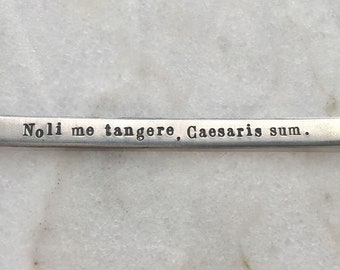 Noli me tangere, Caesaris sum.